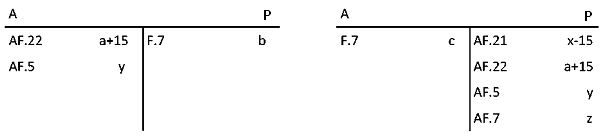 A P
AF.22 a+15 F.7 b
AF.5 y
A P
F.7 c AF.21 x-15
AF.22 a+15
AF.5 y
AF.7 z